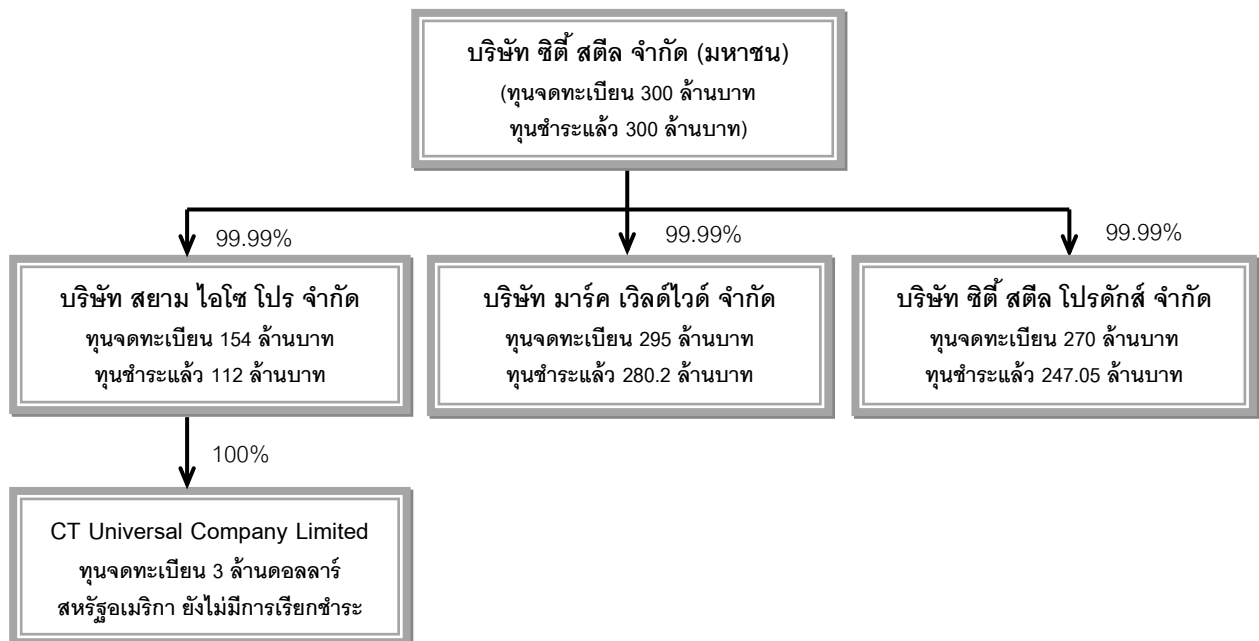 บริษัท ซิตี้ สตีล จำกัด (มหาชน)
(ทุนจดทะเบียน 300 ล้านบาท
ทุนชำระแล้ว 300 ล้านบาท)
99.99%
99.99%
99.99%
บริษัท สยาม ไอโซ โปร จำกัด
ทุนจดทะเบียน 154 ล้านบาท
ทุนชำระแล้ว 112 ล้านบาท
บริษัท มาร์ค เวิลด์ไวด์ จำกัด
ทุนจดทะเบียน 295 ล้านบาท
ทุนชำระแล้ว 280.2 ล้านบาท
บริษัท ซิตี้ สตีล โปรดักส์ จำกัด
ทุนจดทะเบียน 270 ล้านบาท
ทุนชำระแล้ว 247.05 ล้านบาท
100%
CT Universal Company Limited
ทุนจดทะเบียน 3 ล้านดอลลาร์
สหรัฐอเมริกา ยังไม่มีการเรียกชำระ